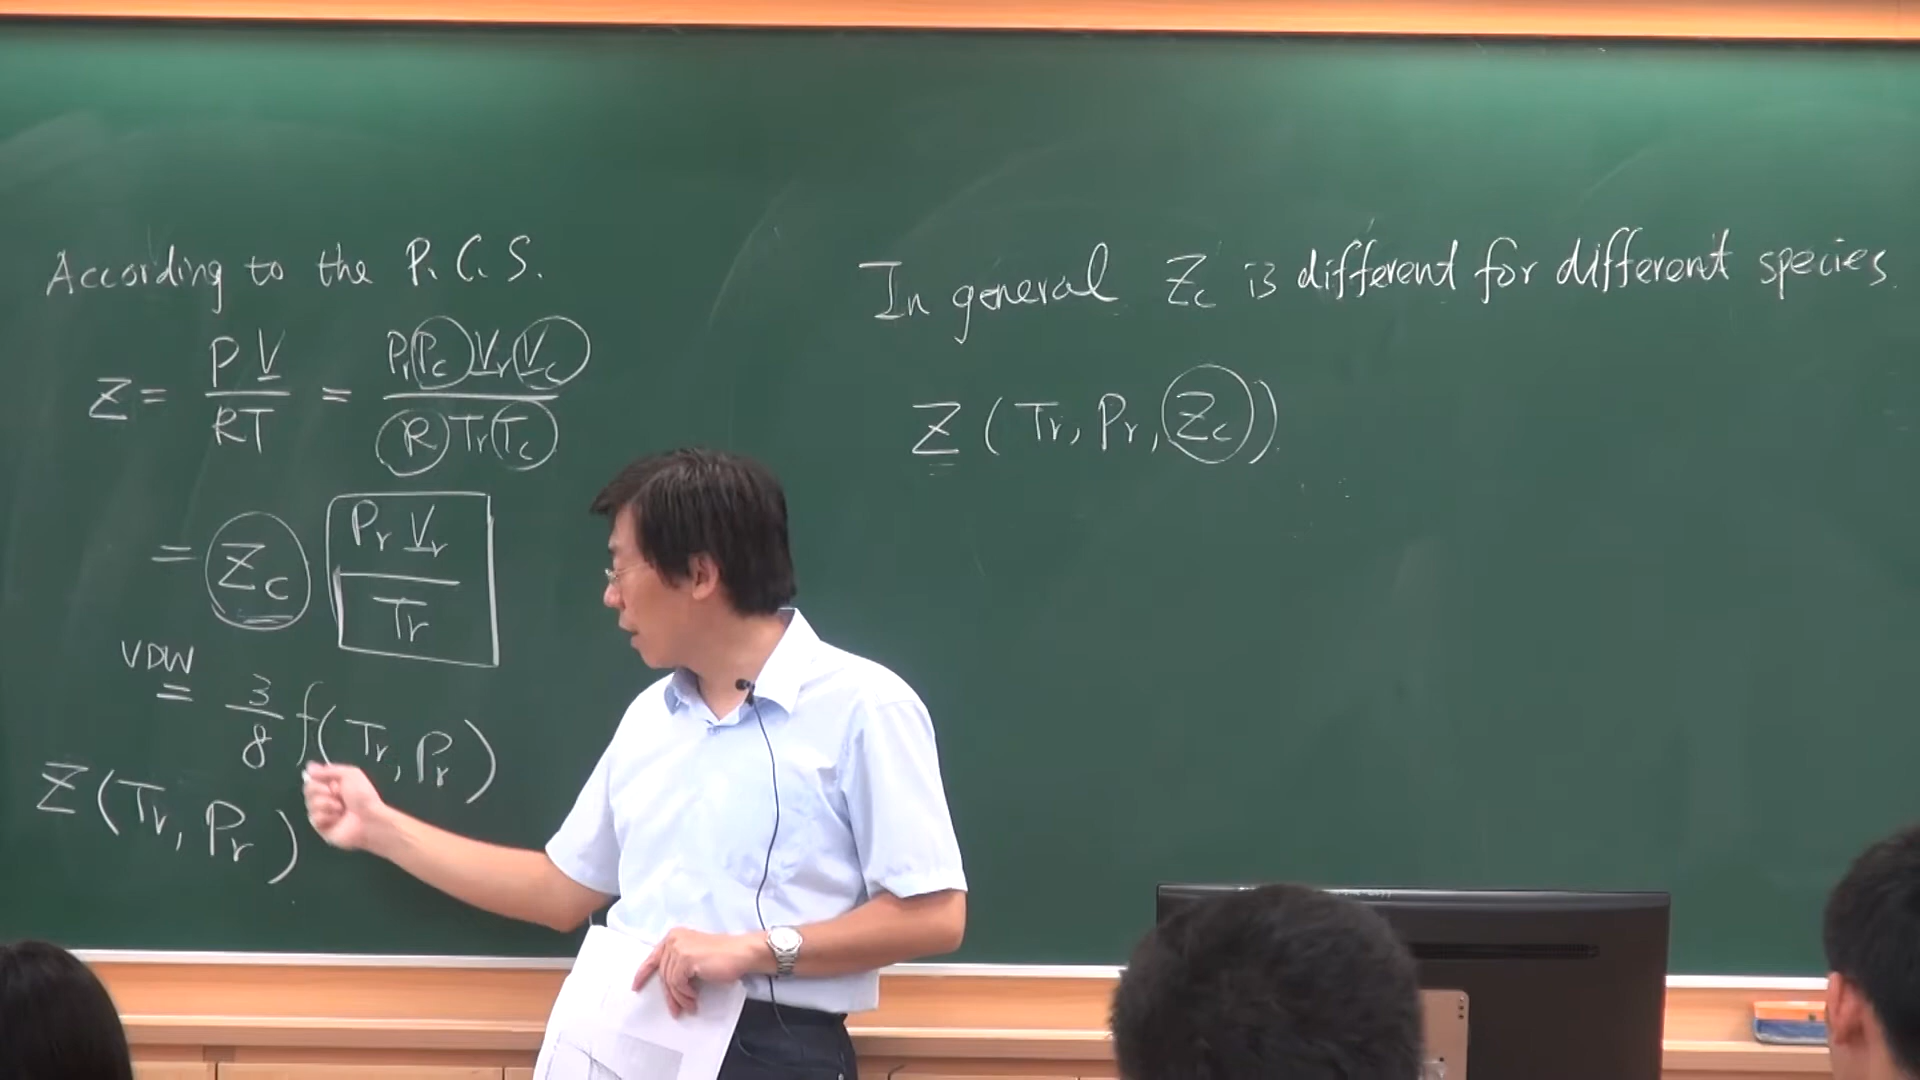 According to the P.C.S.
Z = P V / RT = Pr Pc Vr Vc / R Tr Tc
= Zc Pr Vr / Tr
VDW
= 3/8 f(Tr, Pr)
Z(Tr, Pr)
In general Zc is different for different species.
Z (Tr, Pr, Zc)